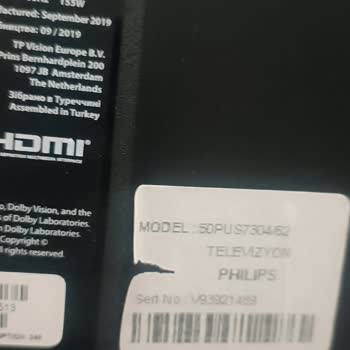 155W
factured: September 2019
бництва: 09 / 2019
TP Vision Europe B.V.
Prins Bernhardplein 200
1097 JB Amsterdam
The Netherlands
Зібрано в Туреччині
Assembled in Turkey
HDMI
o, Dolby Vision, and the
s of Dolby Laboratories.
Dolby Laboratories.
Copyright ©
l rights reserved.
MODEL : 50PUS7304/62
TELEVIZYON
PHILIPS
Seri No : V93921469